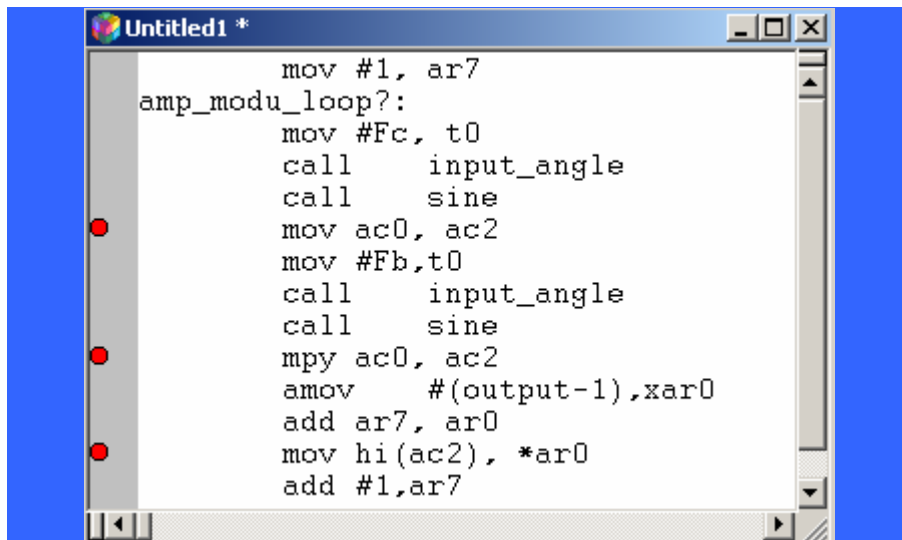 Untitled1 *
mov #1, ar7
amp_modu_loop?:
mov #Fc, t0
call input_angle
call sine
mov ac0, ac2
mov #Fb,t0
call input_angle
call sine
mpy ac0, ac2
amov #(output-1),xar0
add ar7, ar0
mov hi(ac2), *ar0
add #1,ar7